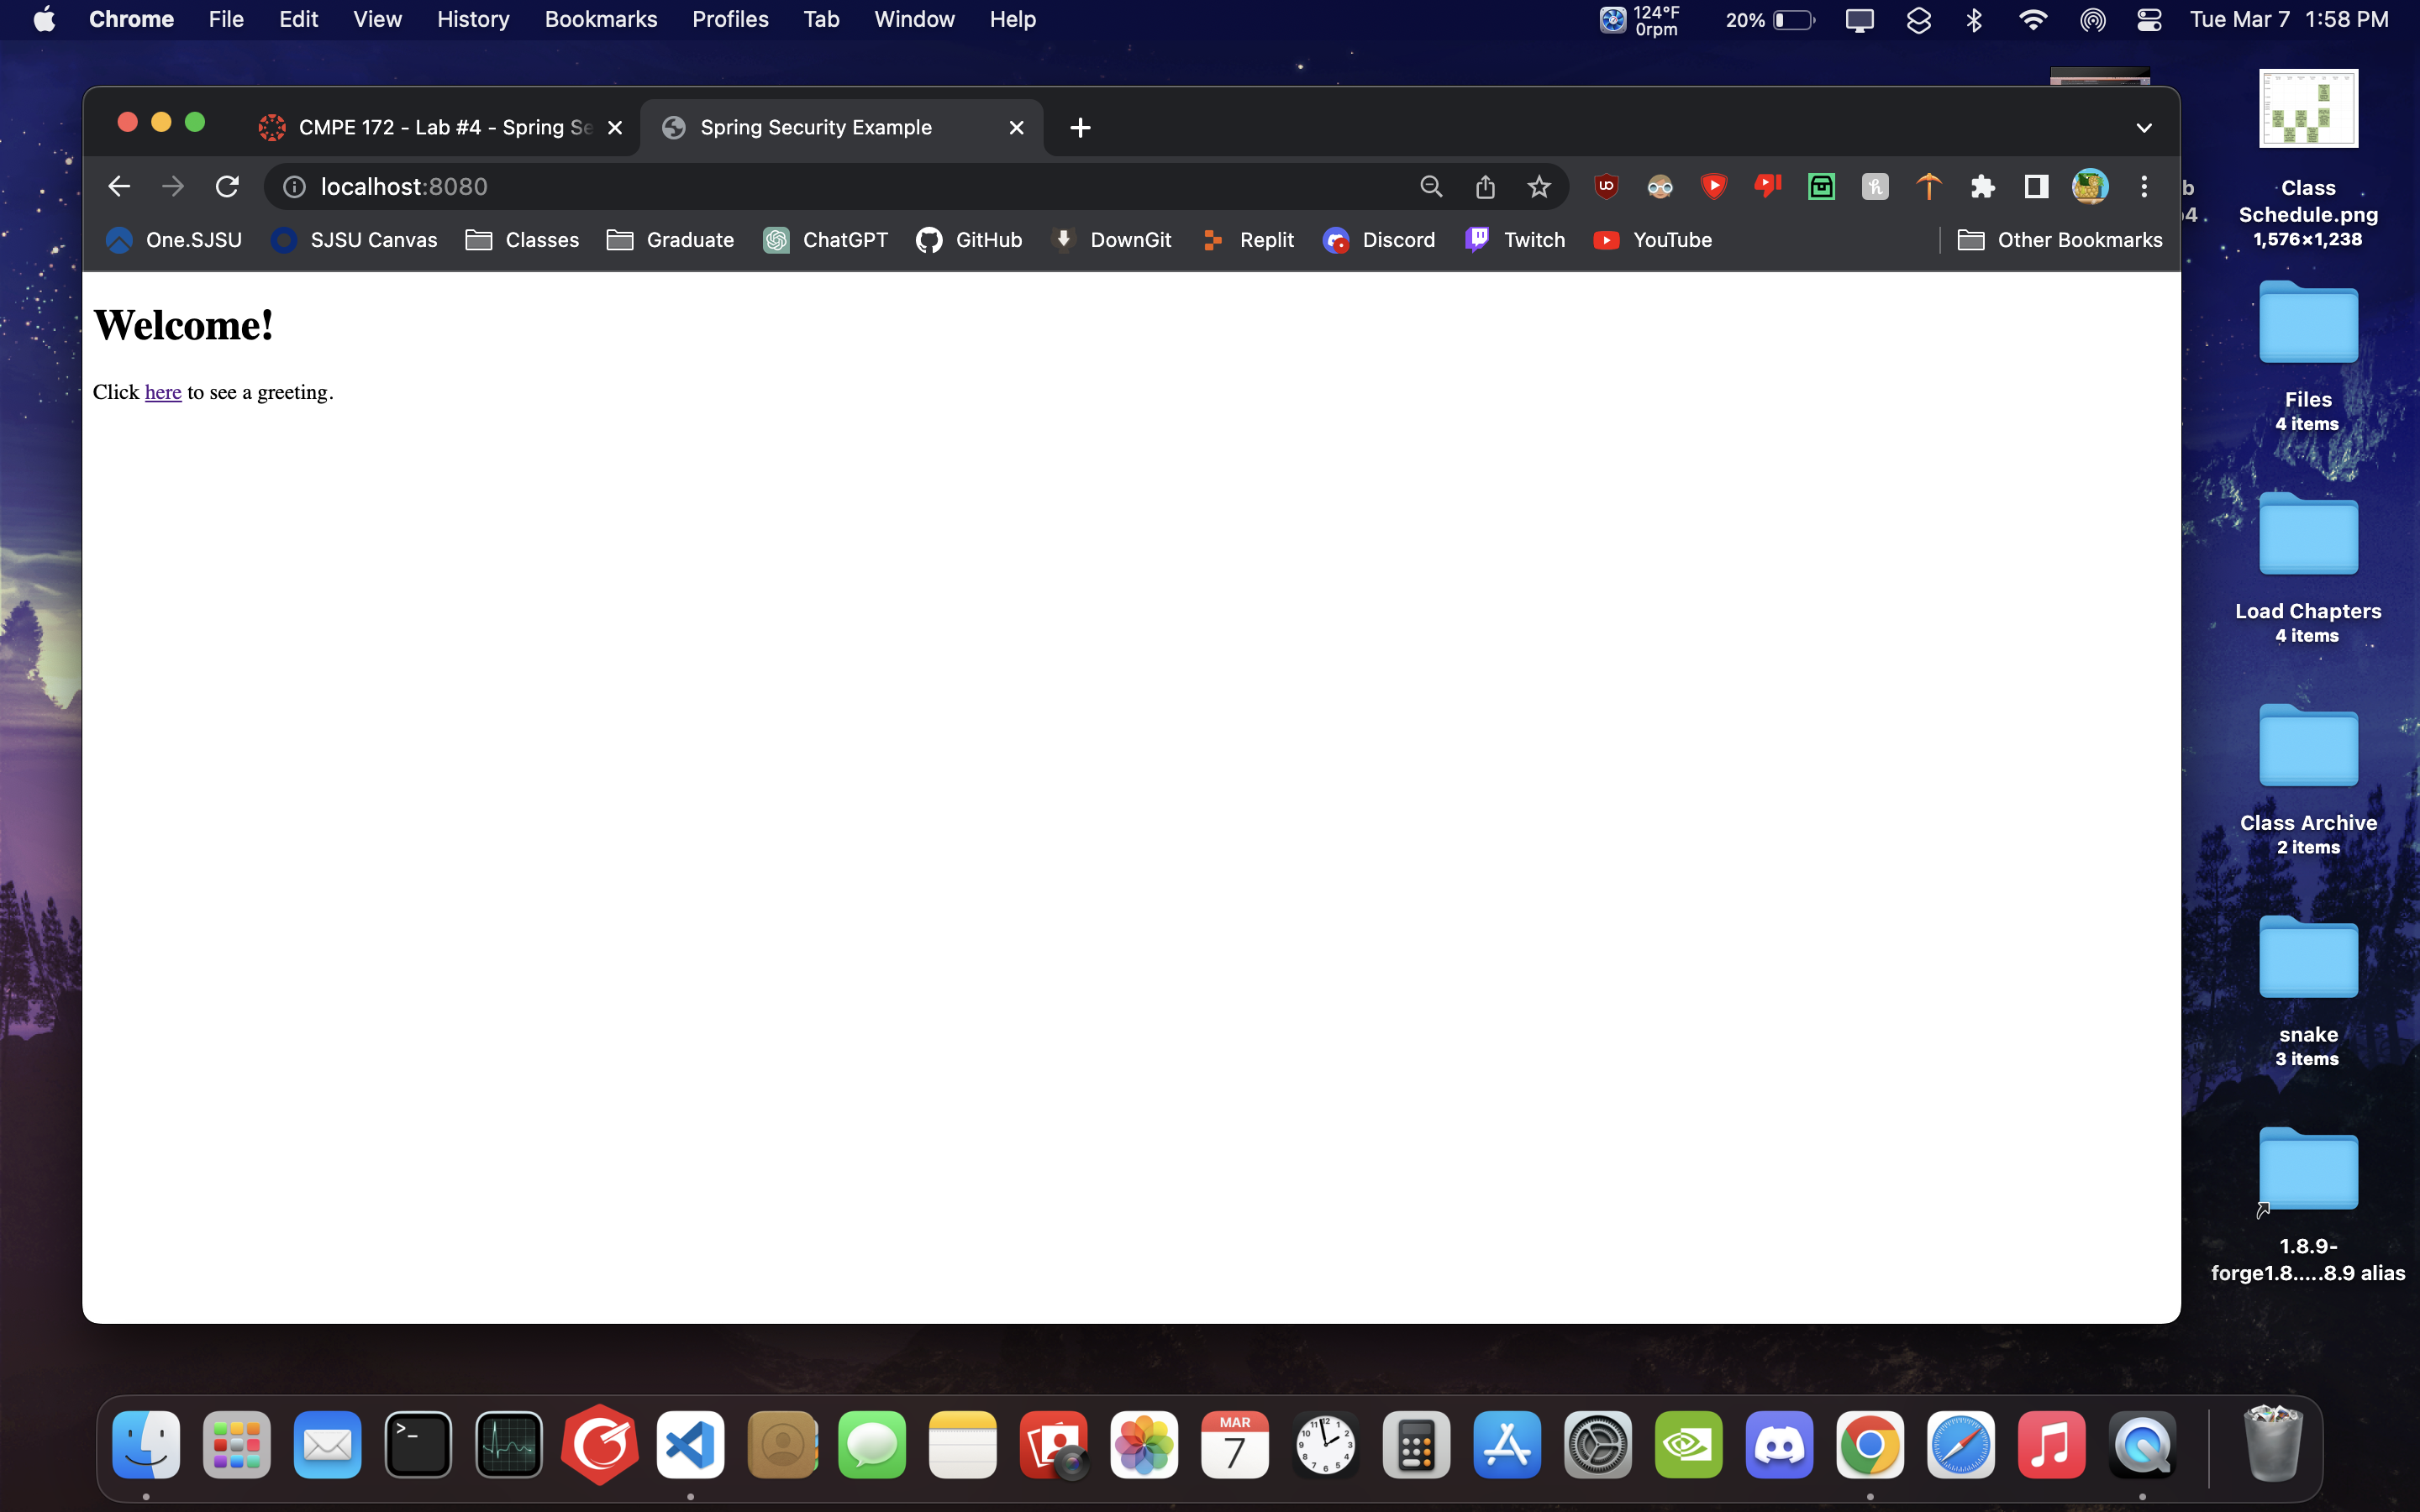 Chrome File Edit View History Bookmarks Profiles Tab Window Help
124°F
0rpm
20%
Tue Mar 7 1:58 PM
CMPE 172 - Lab #4 - Spring Se
Spring Security Example
localhost:8080
One.SJSU SJSU Canvas Classes Graduate ChatGPT GitHub DownGit Replit Discord Twitch YouTube Other Bookmarks
Welcome!
Click here to see a greeting.
Class
Schedule.png
1,576×1,238
Files
4 items
Load Chapters
4 items
Class Archive
2 items
snake
3 items
1.8.9-
forge1.8.....8.9 alias
MAR
7